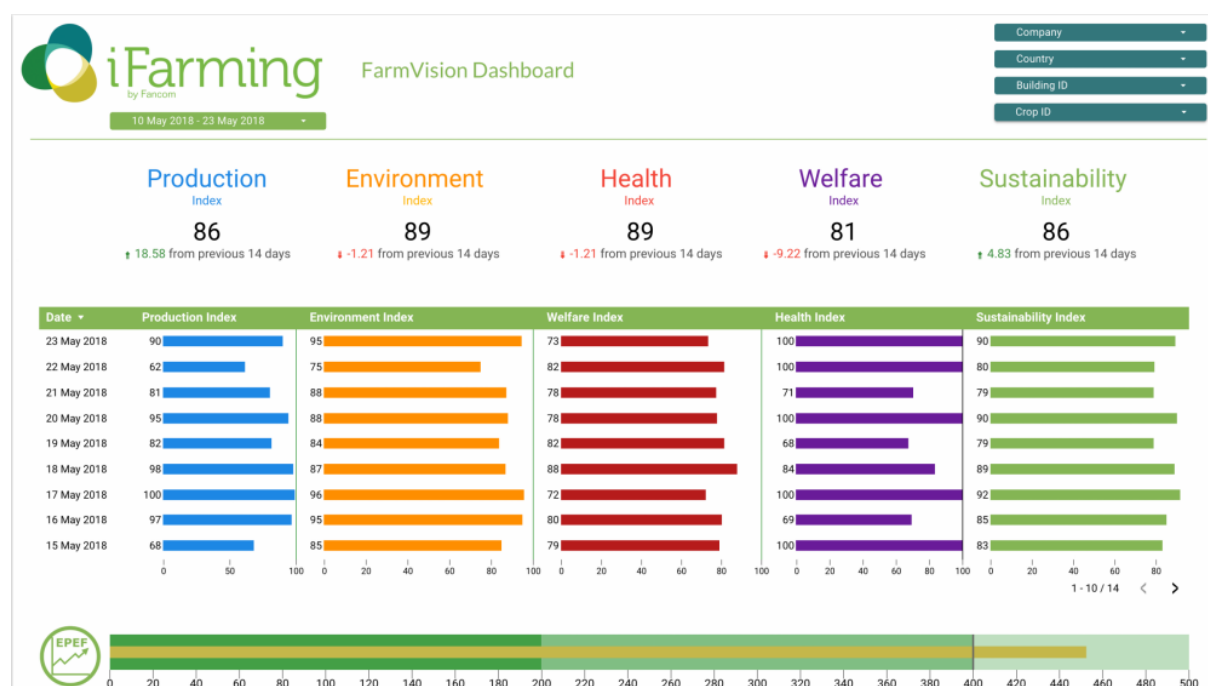 iFarming
by Fancom
FarmVision Dashboard
Company
Country
Building ID
Crop ID
10 May 2018 - 23 May 2018
Production
Index
86
18.58 from previous 14 days
Environment
Index
89
-1.21 from previous 14 days
Health
Index
89
-1.21 from previous 14 days
Welfare
Index
81
-9.22 from previous 14 days
Sustainability
Index
86
4.83 from previous 14 days
Date Production Index Environment Index Welfare Index Health Index Sustainability Index
23 May 2018 90 95 73 100 90
22 May 2018 62 75 82 100 80
21 May 2018 81 88 78 71 79
20 May 2018 95 88 78 100 90
19 May 2018 82 84 82 68 79
18 May 2018 98 87 88 84 89
17 May 2018 100 96 72 100 92
16 May 2018 97 95 80 69 85
15 May 2018 68 85 79 100 83
0 50 100 0 20 40 60 80 100 0 20 40 60 80 100 0 20 40 60 80 100 0 20 40 60 80
1 - 10 / 14
EPEF
0 20 40 60 80 100 120 140 160 180 200 220 240 260 280 300 320 340 360 380 400 420 440 460 480 500